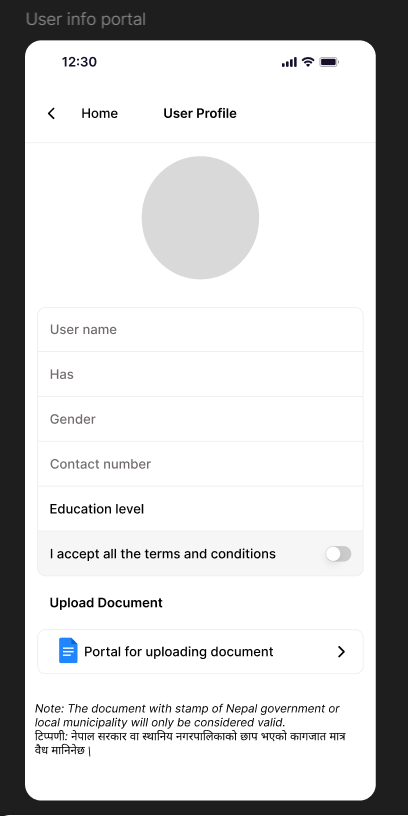 User info portal
12:30
Home
User Profile
User name
Has
Gender
Contact number
Education level
I accept all the terms and conditions
Upload Document
Portal for uploading document
Note: The document with stamp of Nepal government or
local municipality will only be considered valid.
टिप्पणी: नेपाल सरकार वा स्थानिय नगरपालिकाको छाप भएको कागजात मात्र
वैध मानिनेछ |